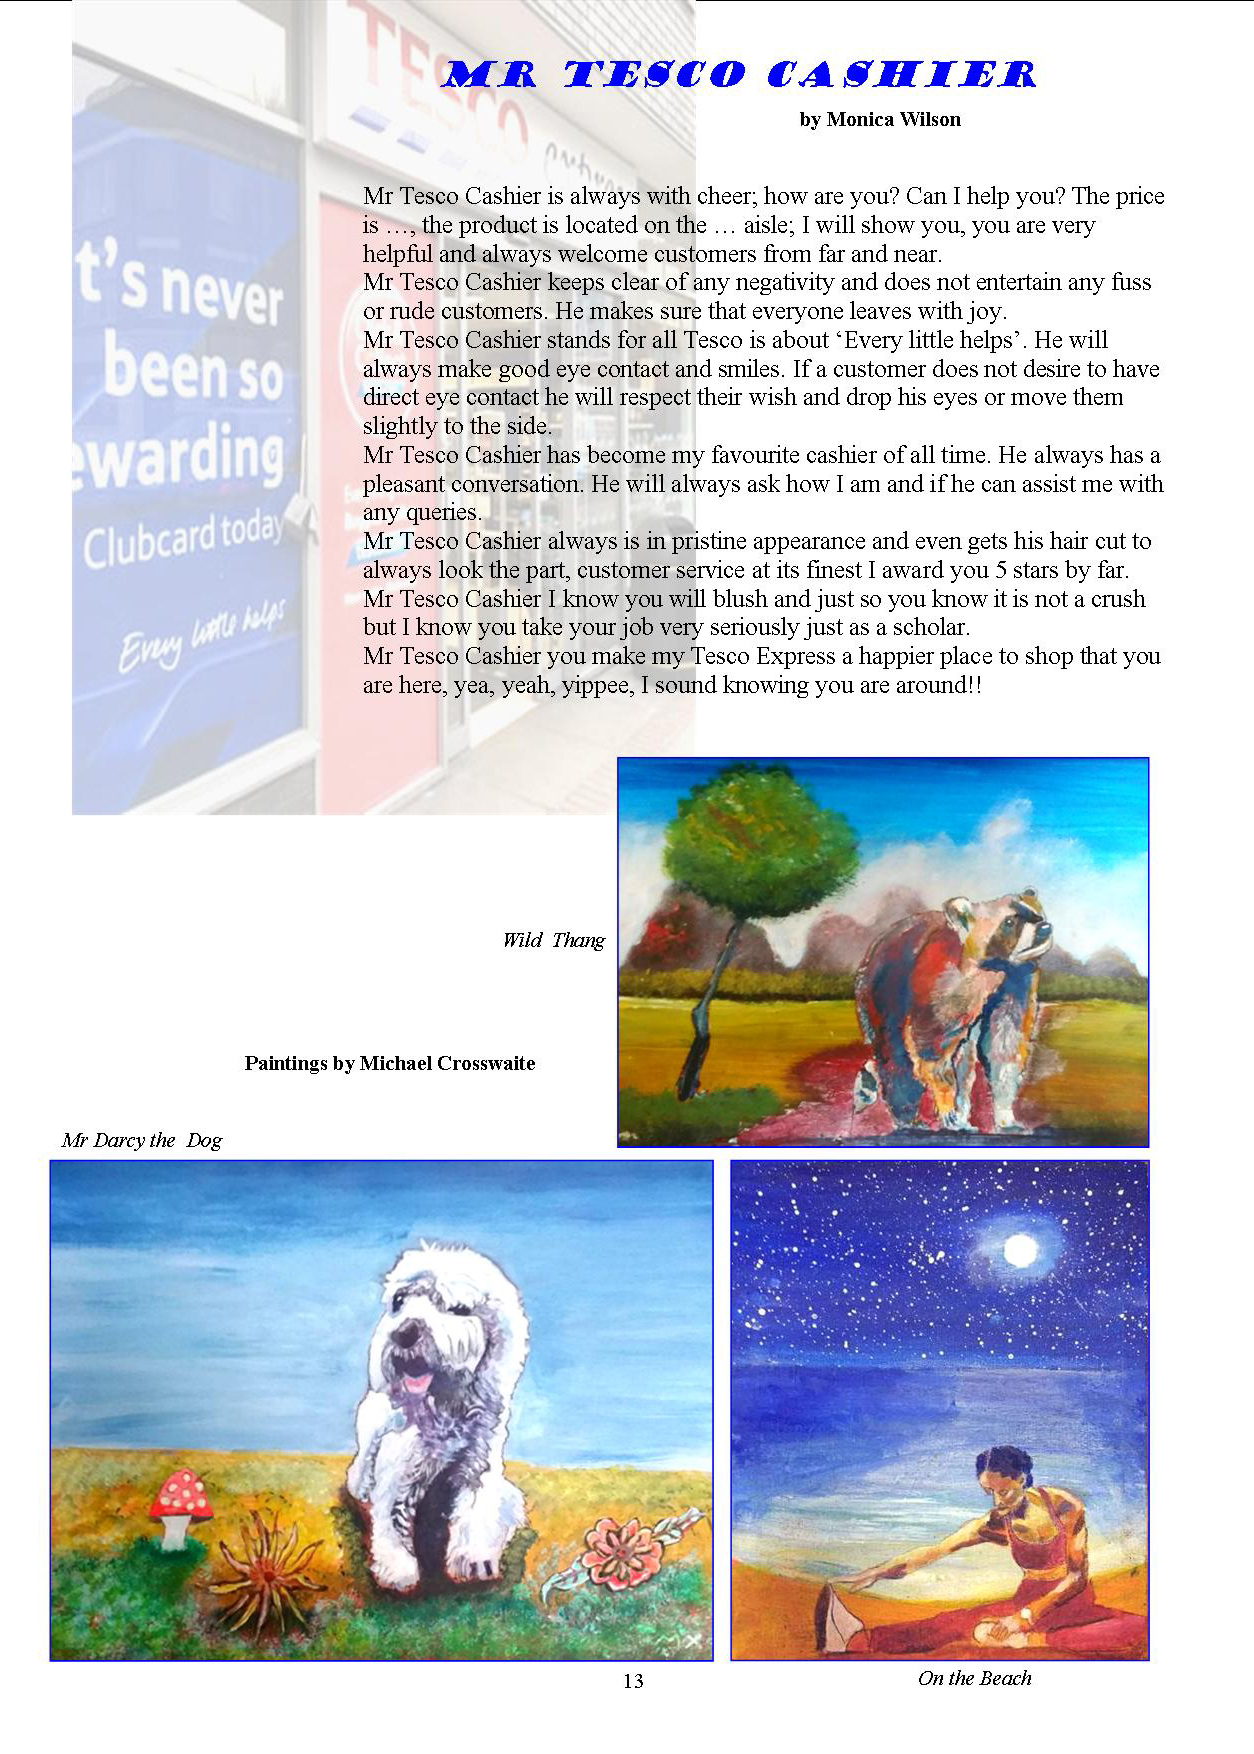 MR TESCO CASHIER
by Monica Wilson
TESCO
express
t's never
been so
ewarding
Clubcard today
Every little helps
Mr Tesco Cashier is always with cheer; how are you? Can I help you? The price
is …, the product is located on the … aisle; I will show you, you are very
helpful and always welcome customers from far and near.
Mr Tesco Cashier keeps clear of any negativity and does not entertain any fuss
or rude customers. He makes sure that everyone leaves with joy.
Mr Tesco Cashier stands for all Tesco is about ‘Every little helps’. He will
always make good eye contact and smiles. If a customer does not desire to have
direct eye contact he will respect their wish and drop his eyes or move them
slightly to the side.
Mr Tesco Cashier has become my favourite cashier of all time. He always has a
pleasant conversation. He will always ask how I am and if he can assist me with
any queries.
Mr Tesco Cashier always is in pristine appearance and even gets his hair cut to
always look the part, customer service at its finest I award you 5 stars by far.
Mr Tesco Cashier I know you will blush and just so you know it is not a crush
but I know you take your job very seriously just as a scholar.
Mr Tesco Cashier you make my Tesco Express a happier place to shop that you
are here, yea, yeah, yippee, I sound knowing you are around!!
Wild Thang
Paintings by Michael Crosswaite
Mr Darcy the Dog
13
On the Beach